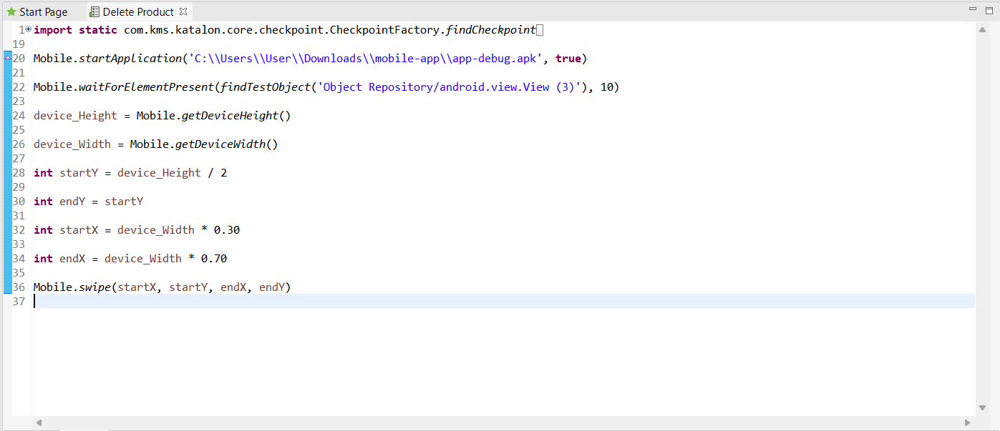 Start Page
Delete Product
1 import static com.kms.katalon.core.checkpoint.CheckpointFactory.findCheckpoint
19
20 Mobile.startApplication('C:\\Users\\User\\Downloads\\mobile-app\\app-debug.apk', true)
21
22 Mobile.waitForElementPresent(findTestObject('Object Repository/android.view.View (3)'), 10)
23
24 device_Height = Mobile.getDeviceHeight()
25
26 device_Width = Mobile.getDeviceWidth()
27
28 int startY = device_Height / 2
29
30 int endY = startY
31
32 int startX = device_Width * 0.30
33
34 int endX = device_Width * 0.70
35
36 Mobile.swipe(startX, startY, endX, endY)
37